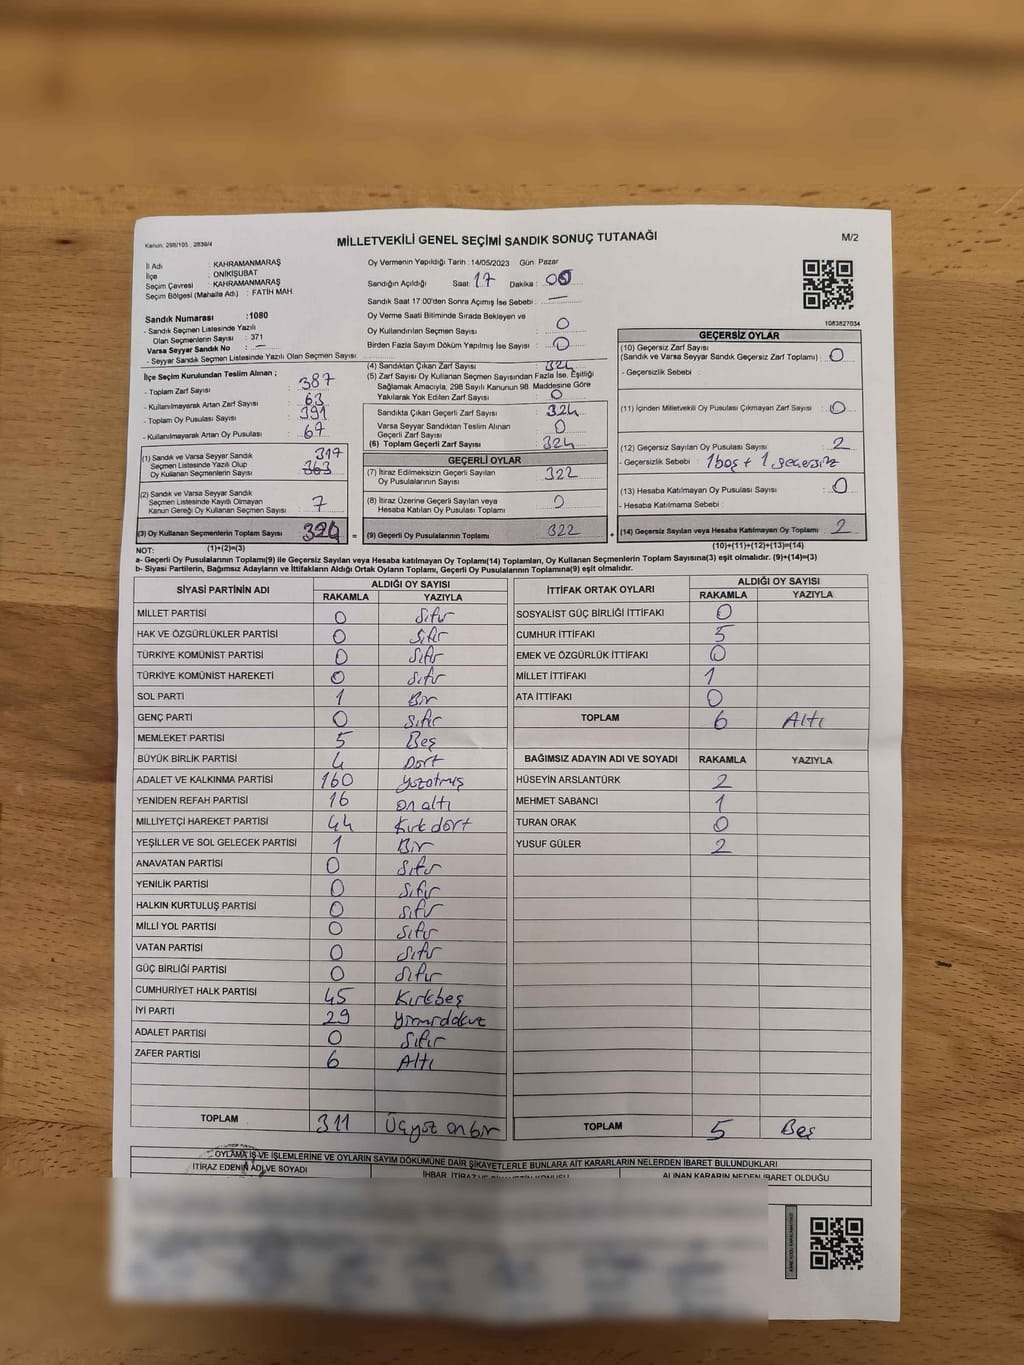 Kanun: 298/105 , 2839/4
MİLLETVEKİLİ GENEL SEÇİMİ SANDIK SONUÇ TUTANAĞI
M/2
İl Adı : KAHRAMANMARAŞ
İlçe : ONİKİŞUBAT
Seçim Çevresi : KAHRAMANMARAŞ
Seçim Bölgesi (Mahalle Adı) : FATİH MAH.
Sandık Numarası :1080
- Sandık Seçmen Listesinde Yazılı
Olan Seçmenlerin Sayısı : 371
Varsa Seyyar Sandık No : —
- Seyyar Sandık Seçmen Listesinde Yazılı Olan Seçmen Sayısı:
Oy Vermenin Yapıldığı Tarih :14/05/2023 Gün: Pazar
Sandığın Açıldığı Saat: 17 Dakika :
Sandık Saat 17:00'den Sonra Açımış İse Sebebi : —
Oy Verme Saati Bitiminde Sırada Bekleyen ve
Oy Kullandırılan Seçmen Sayısı : 0
Birden Fazla Sayım Döküm Yapılmış İse Sayısı : 0
1083827034
İlçe Seçim Kurulundan Teslim Alınan ;
- Toplam Zarf Sayısı : 387
- Kullanılmayarak Artan Zarf Sayısı : 63
- Toplam Oy Pusulası Sayısı : 391
- Kullanılmayarak Artan Oy Pusulası : 67
(1) Sandık ve Varsa Seyyar Sandık
Seçmen Listesinde Yazılı Olup
Oy Kullanan Seçmenlerin Sayısı 317 363
(2) Sandık ve Varsa Seyyar Sandık
Seçmen Listesinde Kaydı Olmayan
Kanun Gereği Oy Kullanan Seçmen Sayısı : 7
(3) Oy Kullanan Seçmenlerin Toplam Sayısı 324
(1)+(2)=(3)
(4) Sandıktan Çıkan Zarf Sayısı : 324
(5) Zarf Sayısı Oy Kullanan Seçmen Sayısından Fazla İse, Eşitliği
Sağlamak Amacıyla, 298 Sayılı Kanunun 98 Maddesine Göre
Yakılarak Yok Edilen Zarf Sayısı : 0
Sandıkta Çıkan Geçerli Zarf Sayısı : 324
Varsa Seyyar Sandıktan Teslim Alınan
Geçerli Zarf Sayısı : 0
(6) Toplam Geçerli Zarf Sayısı : 324
GEÇERLİ OYLAR
(7) İtiraz Edilmeksizin Geçerli Sayılan
Oy Pusulalarının Sayısı : 322
(8) İtiraz Üzerine Geçerli Sayılan veya
Hesaba Katılan Oy Pusulası Toplamı : 0
= (9) Geçerli Oy Pusulalarının Toplamı : 322
GEÇERSİZ OYLAR
(10) Geçersiz Zarf Sayısı
(Sandık ve Varsa Seyyar Sandık Geçersiz Zarf Toplamı) : 0
- Geçersizlik Sebebi :
(11) İçinden Milletvekili Oy Pusulası Çıkmayan Zarf Sayısı : 0
(12) Geçersiz Sayılan Oy Pusulası Sayısı : 2
- Geçersizlik Sebebi : 1 boş + 1 geçersiz
(13) Hesaba Katılmayan Oy Pusulası Sayısı : 0
- Hesaba Katılmama Sebebi :
+ (14) Geçersiz Sayılan veya Hesaba Katılmayan Oy Toplamı : 2
(10)+(11)+(12)+(13)=(14)
NOT:
a- Geçerli Oy Pusulalarının Toplamı(9) ile Geçersiz Sayılan veya Hesaba katılmayan Oy Toplamı(14) Toplamları, Oy Kullanan Seçmenlerin Toplam Sayısına(3) eşit olmalıdır. (9)+(14)=(3)
b- Siyasi Partilerin, Bağımsız Adayların ve İttifakların Aldığı Ortak Oyların Toplamı, Geçerli Oy Pusulalarının Toplamına(9) eşit olmalıdır.
SİYASİ PARTİNİN ADI ALDIĞI OY SAYISI
RAKAMLA YAZIYLA
MİLLET PARTİSİ 0 Sıfır
HAK VE ÖZGÜRLÜKLER PARTİSİ 0 Sıfır
TÜRKİYE KOMÜNİST PARTİSİ 0 Sıfır
TÜRKİYE KOMÜNİST HAREKETİ 0 Sıfır
SOL PARTİ 1 Bir
GENÇ PARTİ 0 Sıfır
MEMLEKET PARTİSİ 5 Beş
BÜYÜK BİRLİK PARTİSİ 4 Dört
ADALET VE KALKINMA PARTİSİ 160 Yüzatmış
YENİDEN REFAH PARTİSİ 16 on altı
MİLLİYETÇİ HAREKET PARTİSİ 44 Kırk dört
YEŞİLLER VE SOL GELECEK PARTİSİ 1 Bir
ANAVATAN PARTİSİ 0 Sıfır
YENİLİK PARTİSİ 0 Sıfır
HALKIN KURTULUŞ PARTİSİ 0 Sıfır
MİLLİ YOL PARTİSİ 0 Sıfır
VATAN PARTİSİ 0 Sıfır
GÜÇ BİRLİĞİ PARTİSİ 0 Sıfır
CUMHURİYET HALK PARTİSİ 45 Kırkbeş
İYİ PARTİ 29 Yirmidokuz
ADALET PARTİSİ 0 Sıfır
ZAFER PARTİSİ 6 Altı
TOPLAM 311 Üçyüz onbir
İTTİFAK ORTAK OYLARI ALDIĞI OY SAYISI
RAKAMLA YAZIYLA
SOSYALİST GÜÇ BİRLİĞİ İTTİFAKI 0
CUMHUR İTTİFAKI 5
EMEK VE ÖZGÜRLÜK İTTİFAKI 0
MİLLET İTTİFAKI 1
ATA İTTİFAKI 0
TOPLAM 6 Altı
BAĞIMSIZ ADAYIN ADI VE SOYADI RAKAMLA YAZIYLA
HÜSEYİN ARSLANTÜRK 2
MEHMET SABANCI 1
TURAN ORAK 0
YUSUF GÜLER 2
TOPLAM 5 Beş
OYLAMA İŞ VE İŞLEMLERİNE VE OYLARIN SAYIM DÖKÜMÜNE DAİR ŞİKAYETLERLE BUNLARA AİT KARARLARIN NELERDEN İBARET BULUNDUKLARI
İTİRAZ EDENİN ADI VE SOYADI
ALINAN KARARIN NEDEN İBARET OLDUĞU